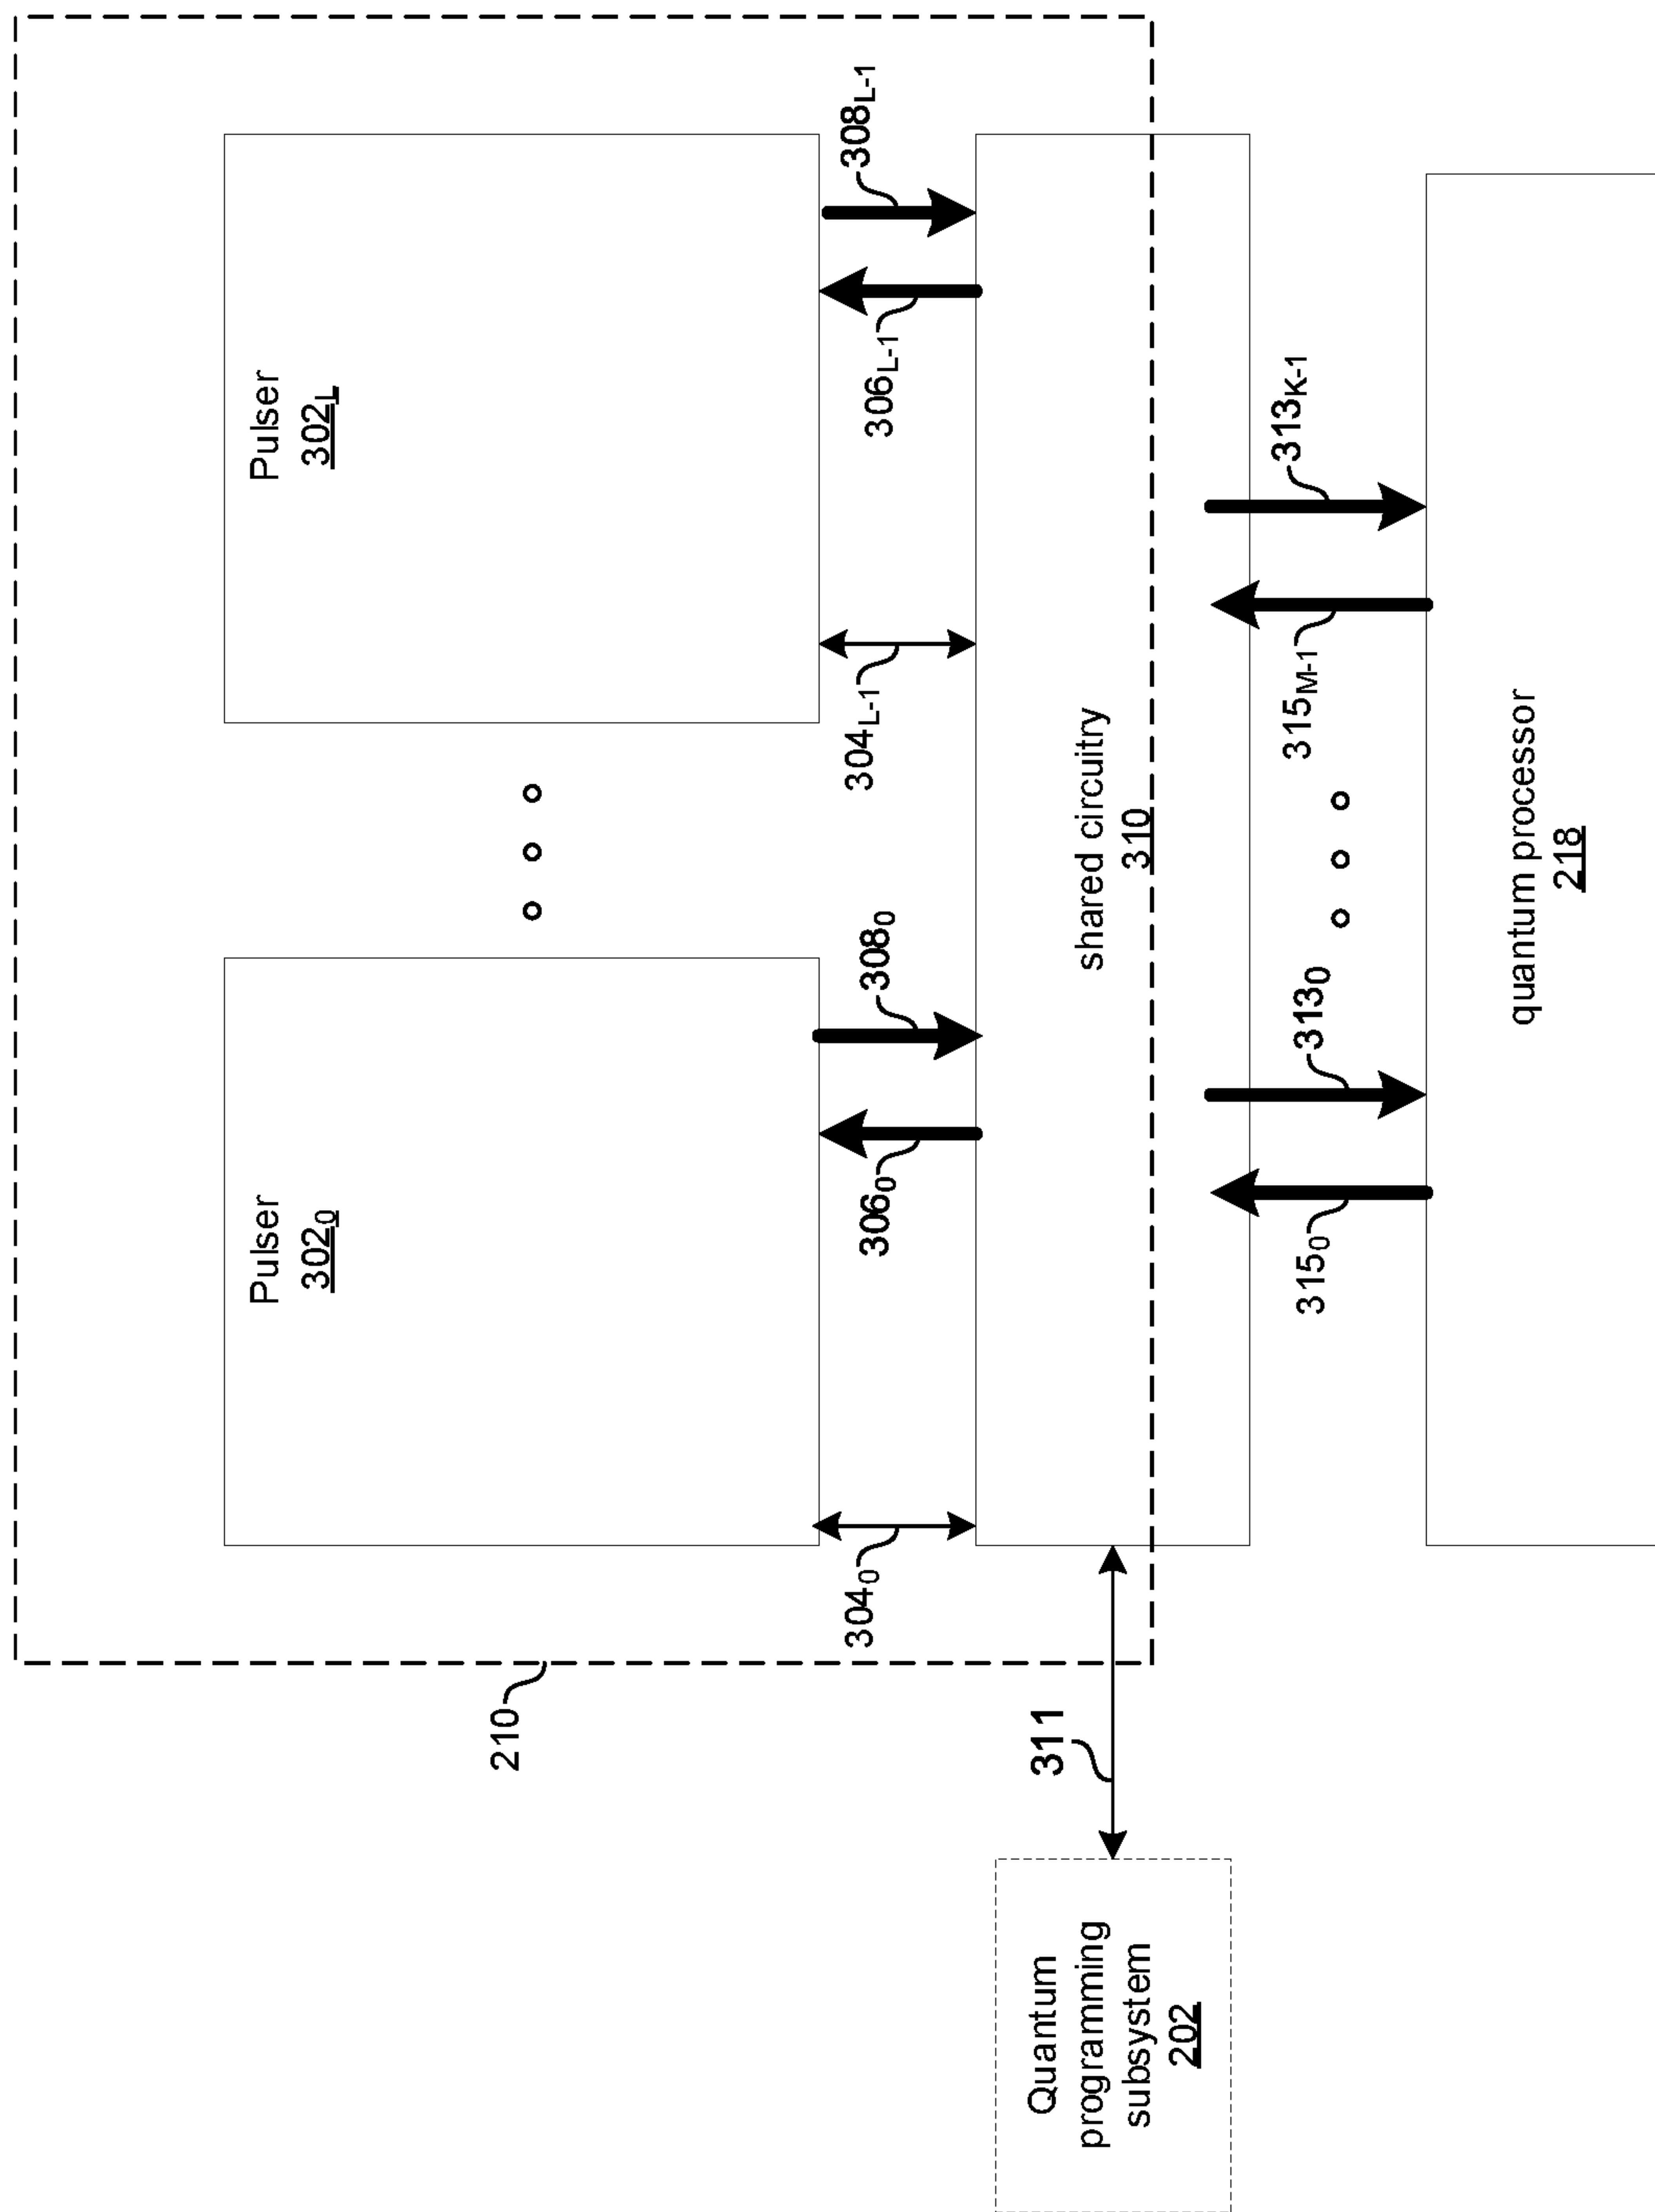 Pulser
302L
Pulser
3020
308L-1
306L-1
304L-1
3080
3060
3040
210
shared circuitry
310
311
Quantum
programming
subsystem
202
313K-1
315M-1
3130
3150
quantum processor
218